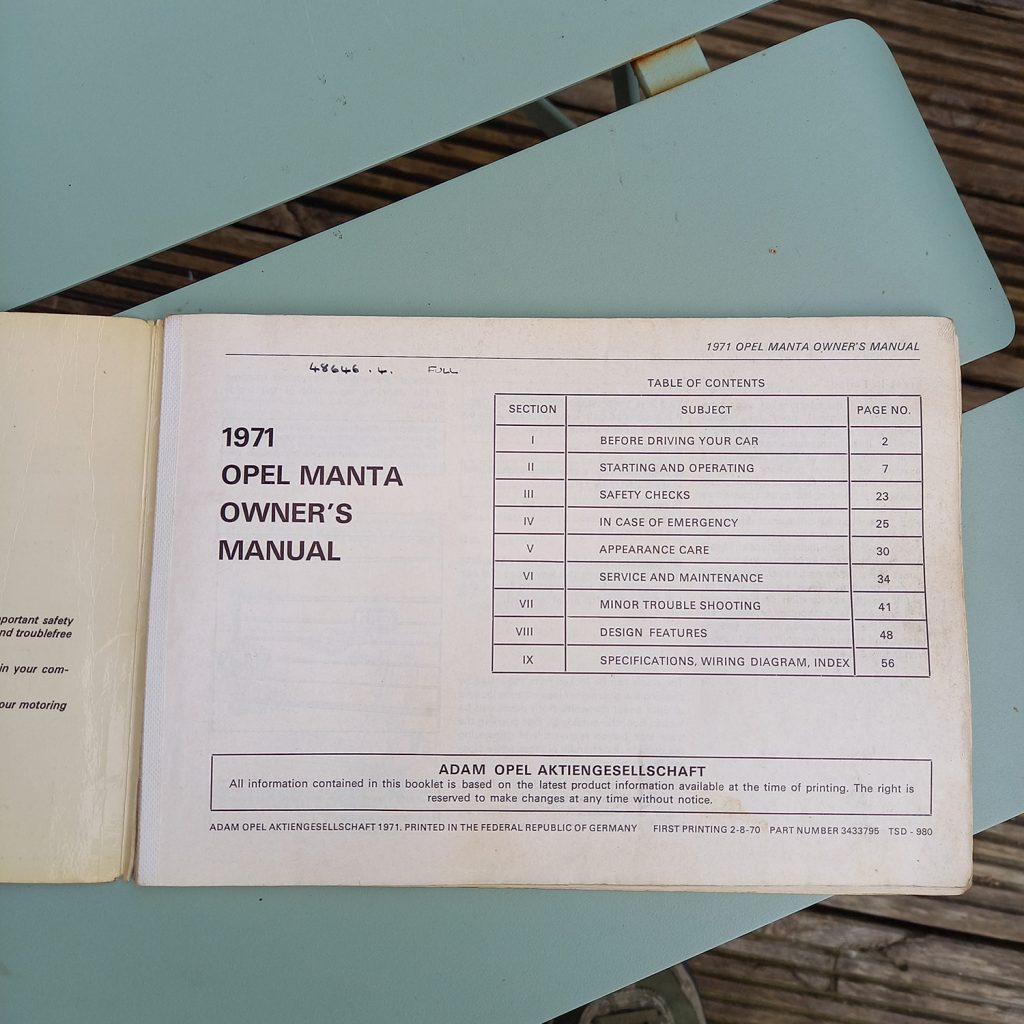 portant safety
nd troublefree
in your com-
our motoring
1971 OPEL MANTA OWNER'S MANUAL
48646 . 4. FULL
1971
OPEL MANTA
OWNER'S
MANUAL
TABLE OF CONTENTS
SECTION SUBJECT PAGE NO.
I BEFORE DRIVING YOUR CAR 2
II STARTING AND OPERATING 7
III SAFETY CHECKS 23
IV IN CASE OF EMERGENCY 25
V APPEARANCE CARE 30
VI SERVICE AND MAINTENANCE 34
VII MINOR TROUBLE SHOOTING 41
VIII DESIGN FEATURES 48
IX SPECIFICATIONS, WIRING DIAGRAM, INDEX 56
ADAM OPEL AKTIENGESELLSCHAFT
All information contained in this booklet is based on the latest product information available at the time of printing. The right is
reserved to make changes at any time without notice.
ADAM OPEL AKTIENGESELLSCHAFT 1971. PRINTED IN THE FEDERAL REPUBLIC OF GERMANY FIRST PRINTING 2-8-70 PART NUMBER 3433795 TSD - 980